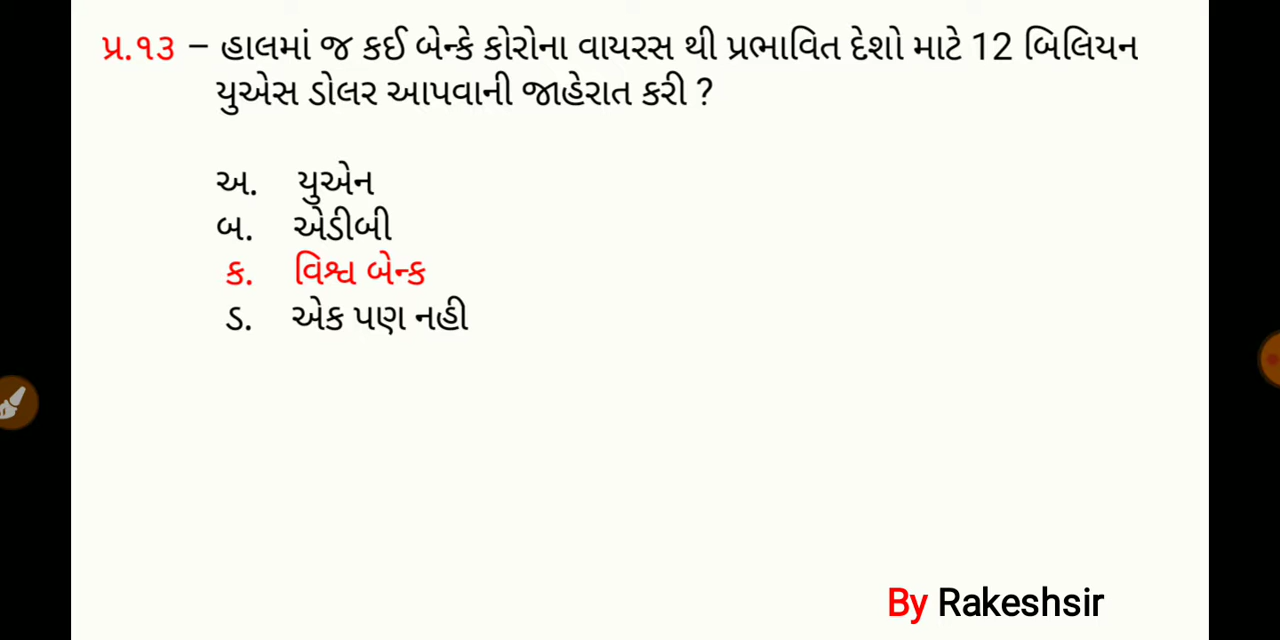 પ્ર.૧૩ – હાલમાં જ કઈ બેન્કે કોરોના વાયરસ થી પ્રભાવિત દેશો માટે 12 બિલિયન
યુએસ ડોલર આપવાની જાહેરાત કરી ?
અ. યુએન
બ. એડીબી
ક. વિશ્વ બેન્ક
ડ. એક પણ નહી
By Rakeshsir